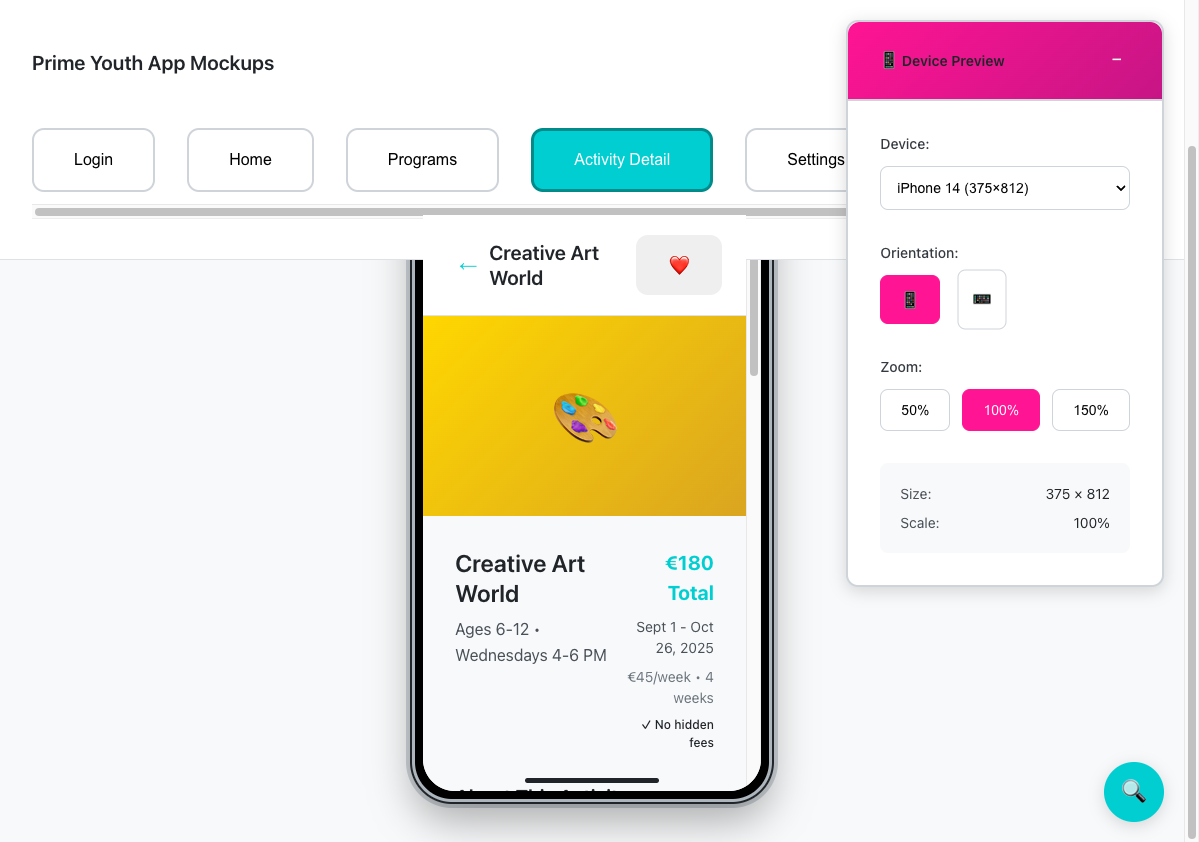 Prime Youth App Mockups
Login
Home
Programs
Activity Detail
Settings
Device Preview
−
Device:
iPhone 14 (375×812)
Orientation:
Zoom:
50%
100%
150%
Size:
375 × 812
Scale:
100%
← Creative Art
World
Creative Art
World
€180
Total
Ages 6-12 •
Wednesdays 4-6 PM
Sept 1 - Oct
26, 2025
€45/week • 4
weeks
✓ No hidden
fees